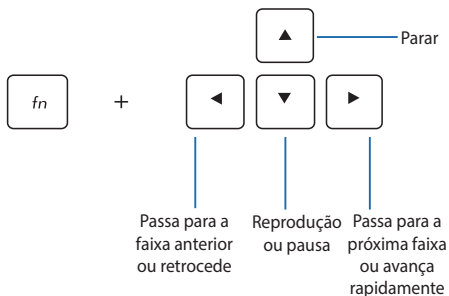 Parar
fn +
Passa para a
faixa anterior
ou retrocede
Reprodução
ou pausa
Passa para a
próxima faixa
ou avança
rapidamente